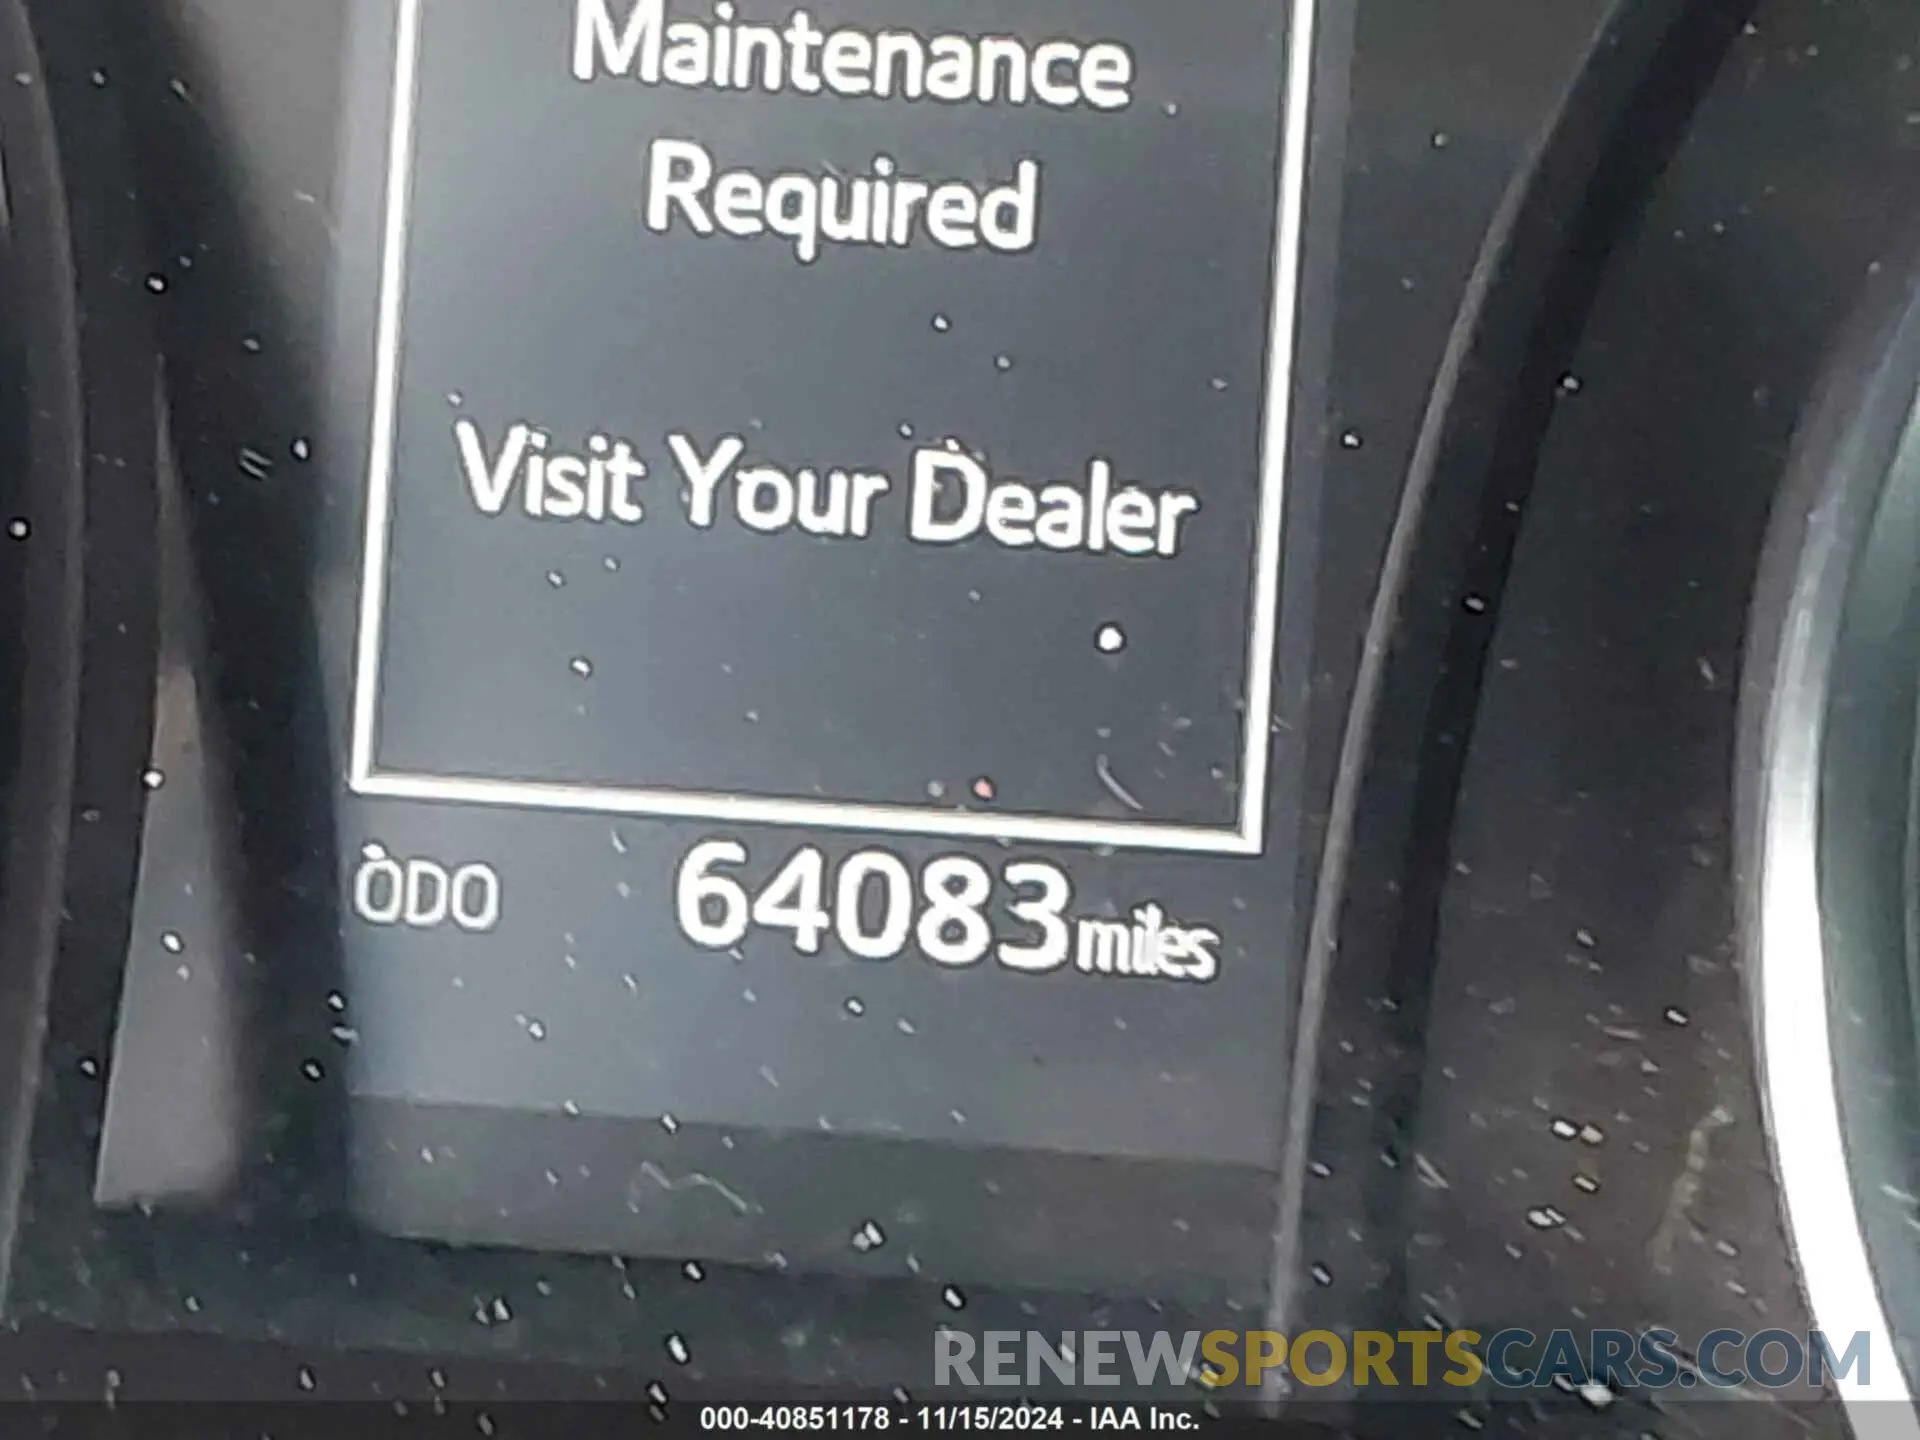 Maintenance
Required
Visit Your Dealer
ODO 64083 miles
RENEWSPORTSCARS.COM
000-40851178 - 11/15/2024 - IAA Inc.